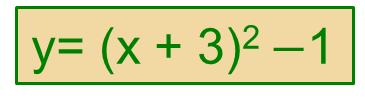 y= (x + 3)² –1